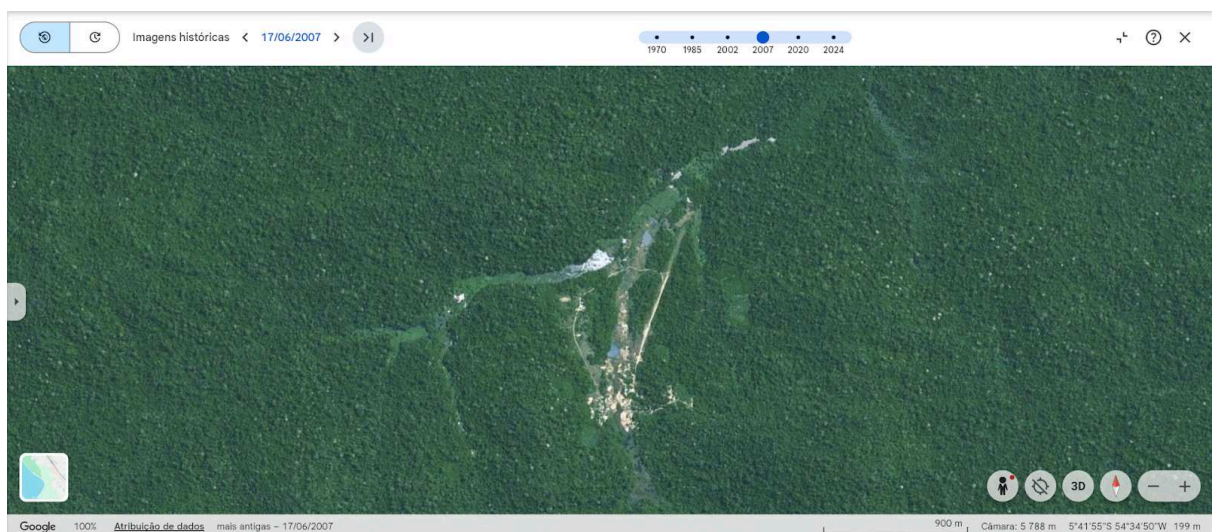 Imagens históricas 17/06/2007
1970 1985 2002 2007 2020 2024
3D
Google 100% Atribuição de dados mais antigas – 17/06/2007 900 m Câmara: 5 788 m 5°41'55"S 54°34'50"W 199 m